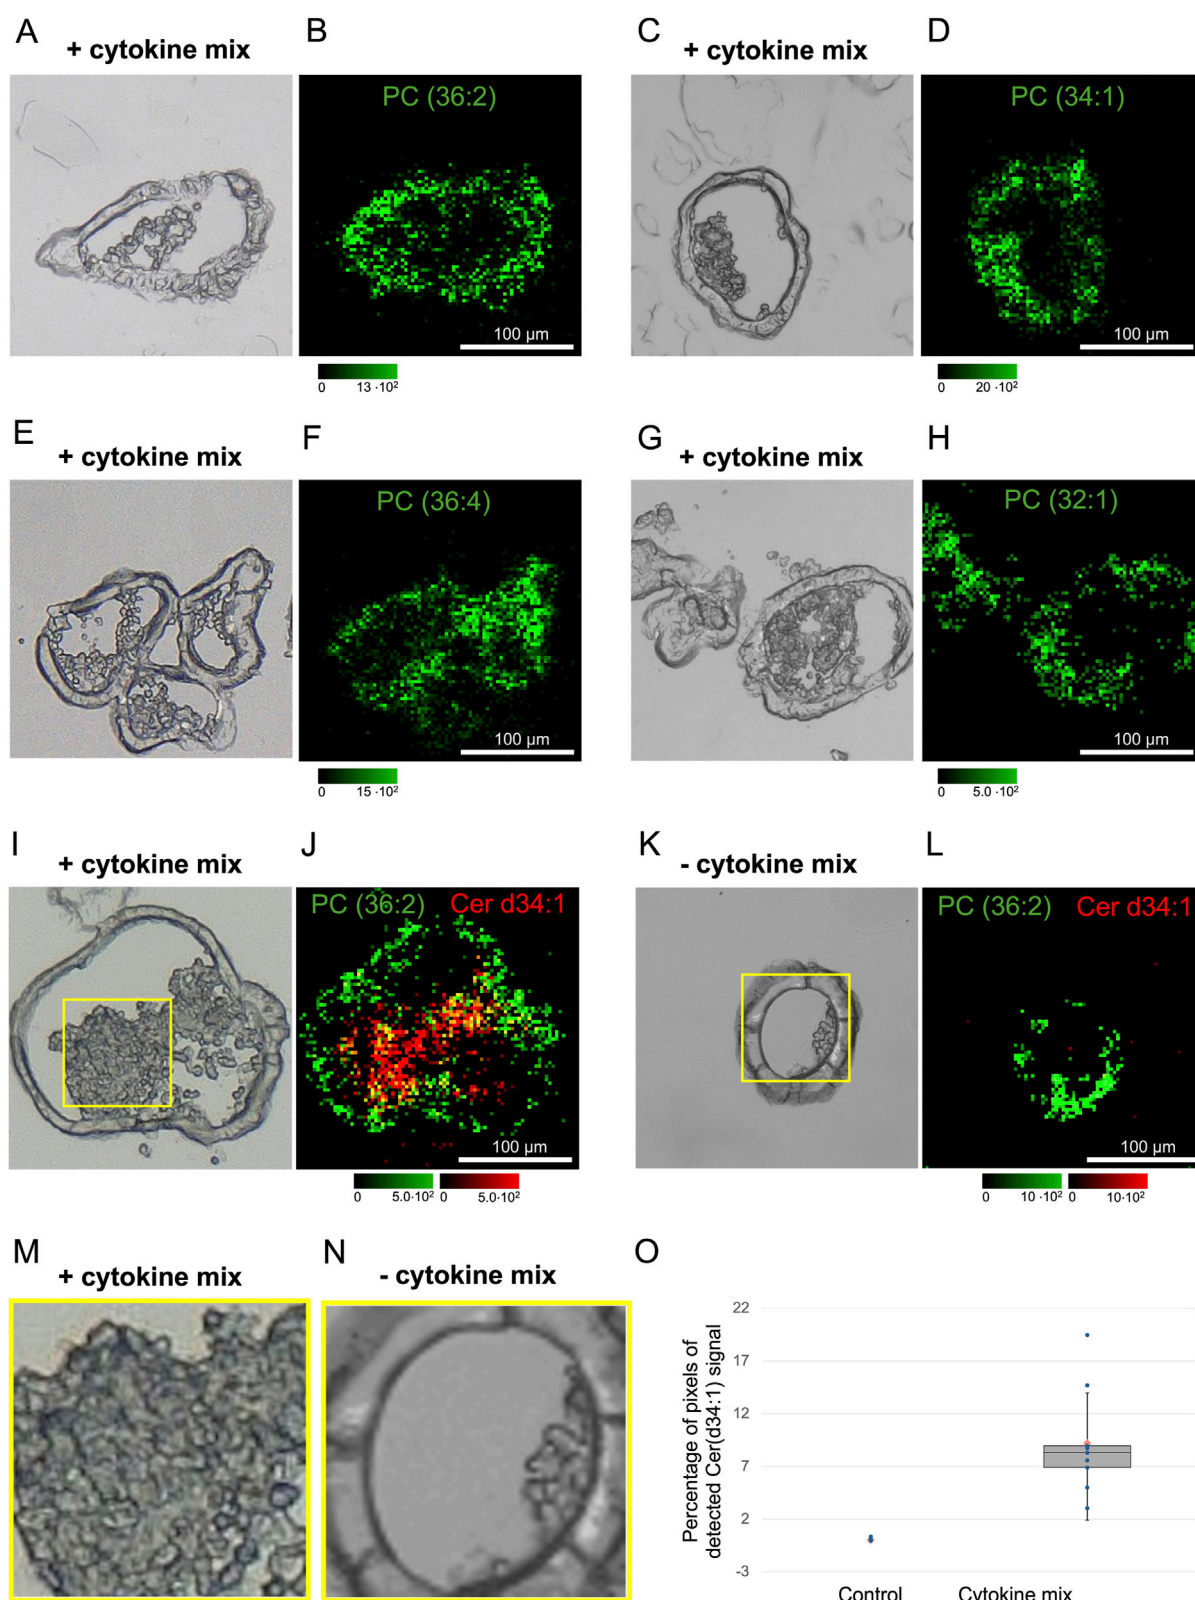 A + cytokine mix B C + cytokine mix D
PC (36:2) PC (34:1)
100 µm 100 µm
0 13 ·10² 0 20 ·10²
E + cytokine mix F G + cytokine mix H
PC (36:4) PC (32:1)
100 µm 100 µm
0 15 ·10² 0 5.0 ·10²
I + cytokine mix J K - cytokine mix L
PC (36:2) Cer d34:1 PC (36:2) Cer d34:1
100 µm 100 µm
0 5.0·10² 0 5.0·10² 0 10 ·10² 0 10·10²
M + cytokine mix N - cytokine mix O
Percentage of pixels of
detected Cer(d34:1) signal
22
17
12
7
2
-3
Control Cytokine mix